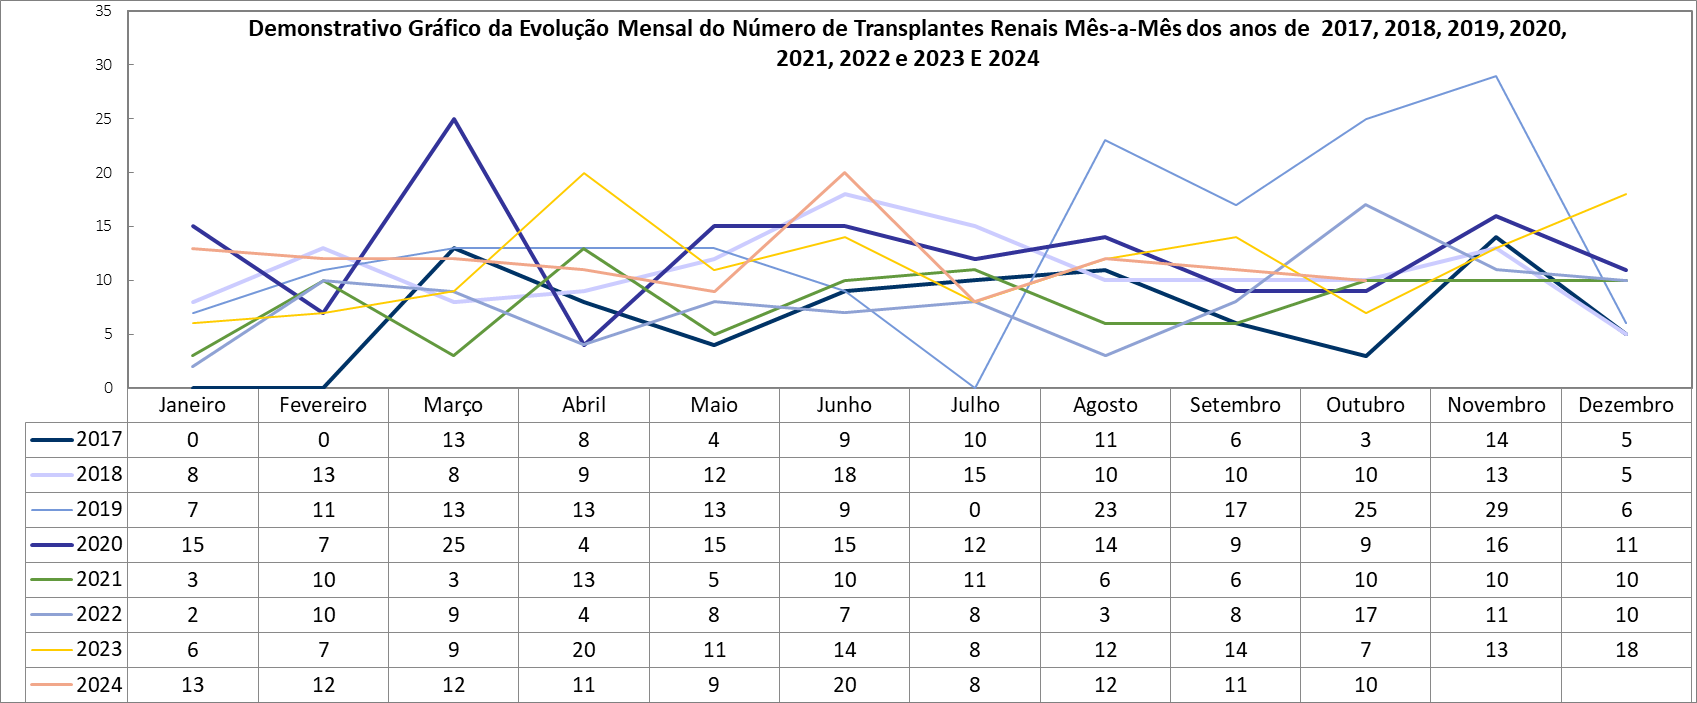 Demonstrativo Gráfico da Evolução Mensal do Número de Transplantes Renais Mês-a-Mês dos anos de 2017, 2018, 2019, 2020,
2021, 2022 e 2023 E 2024
35
30
25
20
15
10
5
0
Janeiro Fevereiro Março Abril Maio Junho Julho Agosto Setembro Outubro Novembro Dezembro
2017 0 0 13 8 4 9 10 11 6 3 14 5
2018 8 13 8 9 12 18 15 10 10 10 13 5
2019 7 11 13 13 13 9 0 23 17 25 29 6
2020 15 7 25 4 15 15 12 14 9 9 16 11
2021 3 10 3 13 5 10 11 6 6 10 10 10
2022 2 10 9 4 8 7 8 3 8 17 11 10
2023 6 7 9 20 11 14 8 12 14 7 13 18
2024 13 12 12 11 9 20 8 12 11 10